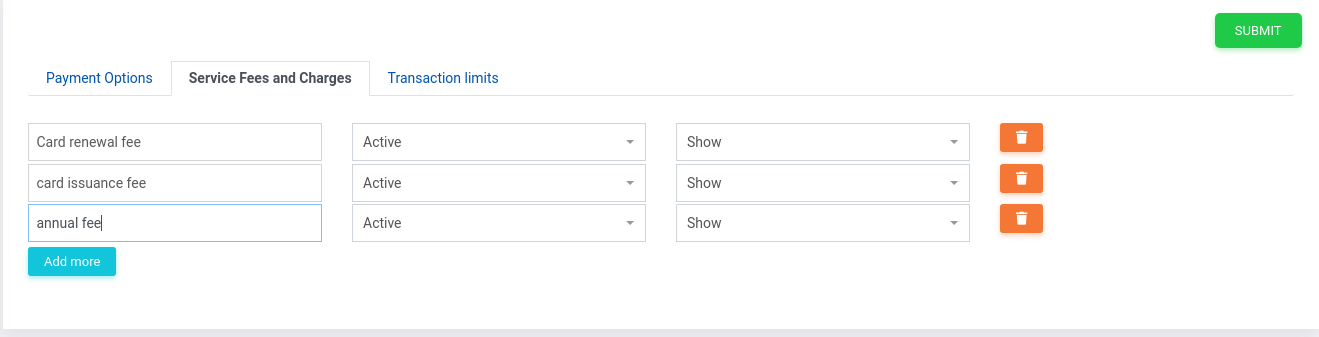 SUBMIT
Payment Options Service Fees and Charges Transaction limits
Card renewal fee Active Show
card issuance fee Active Show
annual fee Active Show
Add more